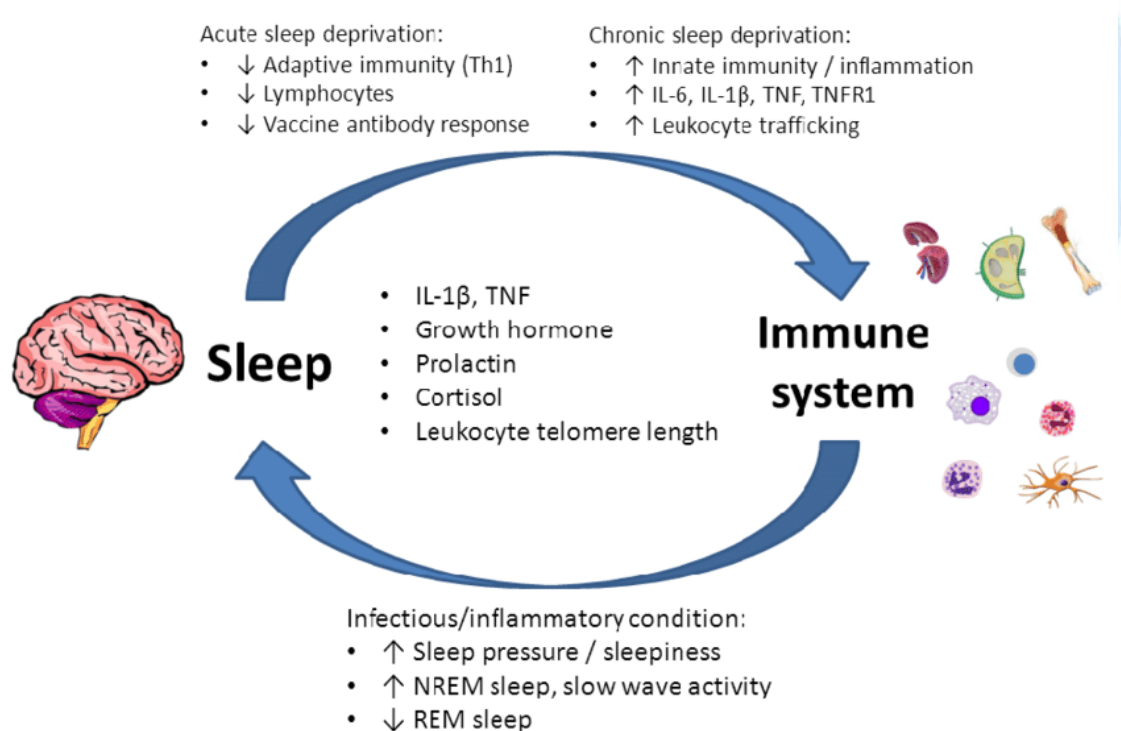 Acute sleep deprivation:
• ↓ Adaptive immunity (Th1)
• ↓ Lymphocytes
• ↓ Vaccine antibody response
Chronic sleep deprivation:
• ↑ Innate immunity / inflammation
• ↑ IL-6, IL-1β, TNF, TNFR1
• ↑ Leukocyte trafficking
Sleep
• IL-1β, TNF
• Growth hormone
• Prolactin
• Cortisol
• Leukocyte telomere length
Immune
system
Infectious/inflammatory condition:
• ↑ Sleep pressure / sleepiness
• ↑ NREM sleep, slow wave activity
• ↓ REM sleep